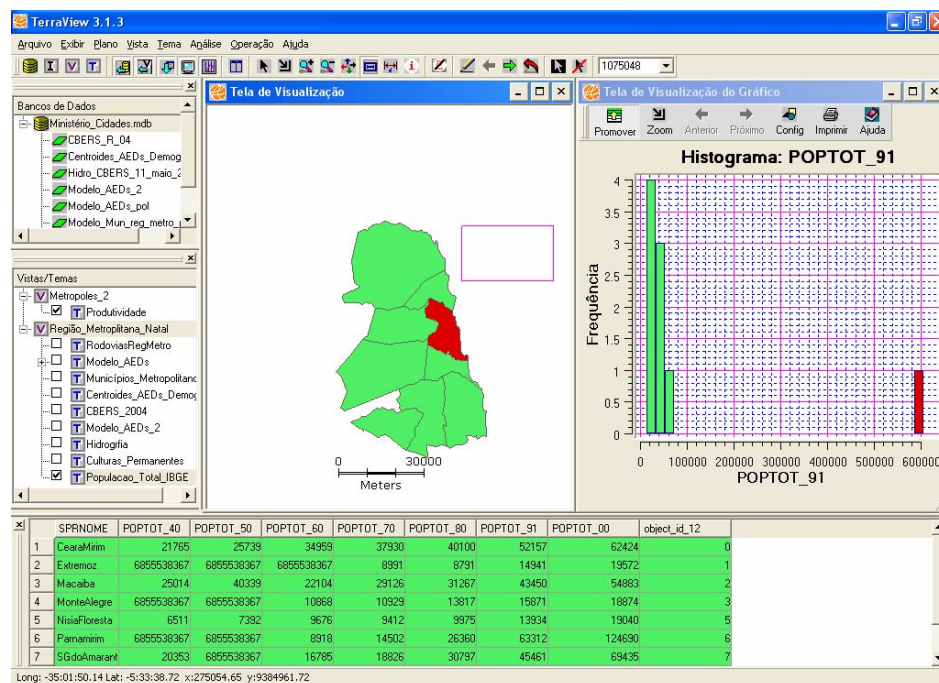 TerraView 3.1.3
Arquivo Exibir Plano Vista Tema Análise Operação Ajuda
1075048
Bancos de Dados
Ministério_Cidades.mdb
CBERS_R_04
Centroides_AEDs_Demog
Hidro_CBERS_11_maio_2
Modelo_AEDs_2
Modelo_AEDs_pol
Modelo_Mun_reg_metro_
Vistas/Temas
Metropoles_2
Produtividade
Região_Metroplitana_Natal
RodoviasRegMetro
Modelo_AEDs
Municípios_Metropolitanc
Centroides_AEDs_Demog
CBERS_2004
Modelo_AEDs_2
Hidrogrfia
Culturas_Permanentes
Populacao_Total_IBGE
Tela de Visualização
0 30000
Meters
Tela de Visualização do Gráfico
Promover Zoom Anterior Próximo Config Imprimir Ajuda
Histograma: POPTOT_91
Frequência
4
3.5
3
2.5
2
1.5
1
0.5
0
0 100000 200000 300000 400000 500000 600000
POPTOT_91
SPRNOME POPTOT_40 POPTOT_50 POPTOT_60 POPTOT_70 POPTOT_80 POPTOT_91 POPTOT_00 object_id_12
1 CearaMirim 21765 25739 34959 37930 40100 52157 62424 0
2 Extremoz 6855538367 6855538367 6855538367 8991 8791 14941 19572 1
3 Macaiba 25014 40339 22104 29126 31267 43450 54883 2
4 MonteAlegre 6855538367 6855538367 10868 10929 13817 15871 18874 3
5 NisiaFloresta 6511 7392 9676 9412 9975 13934 19040 5
6 Parnamirim 6855538367 6855538367 8918 14502 26360 63312 124690 6
7 SGdoAmarant 20353 6855538367 16785 18826 30797 45461 69435 7
Long: -35:01:50.14 Lat: -5:33:38.72 x:275054.65 y:9384961.72